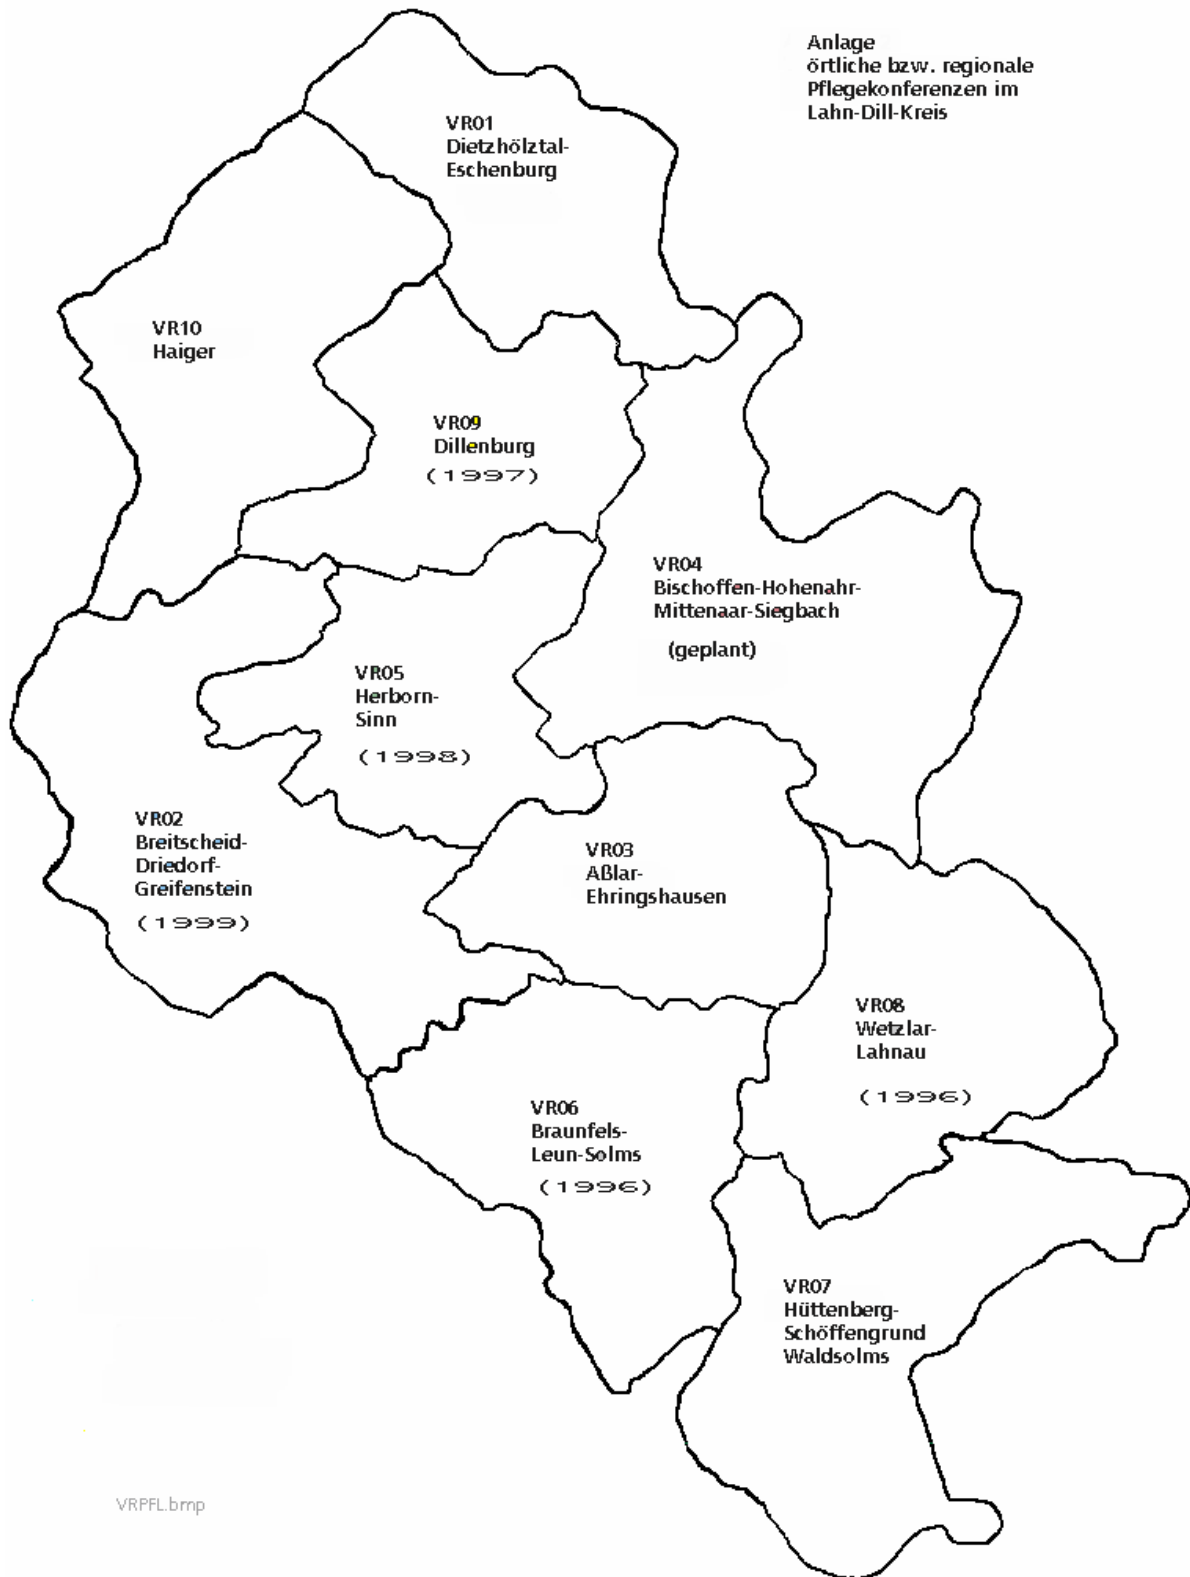 Anlage
örtliche bzw. regionale
Pflegekonferenzen im
Lahn-Dill-Kreis
VR01
Dietzhölztal-
Eschenburg
VR10
Haiger
VR09
Dillenburg
(1997)
VR04
Bischoffen-Hohenahr-
Mittenaar-Siegbach
(geplant)
VR05
Herborn-
Sinn
(1998)
VR02
Breitscheid-
Driedorf-
Greifenstein
(1999)
VR03
Aßlar-
Ehringshausen
VR08
Wetzlar-
Lahnau
(1996)
VR06
Braunfels-
Leun-Solms
(1996)
VR07
Hüttenberg-
Schöffengrund
Waldsolms
VRPFL.bmp